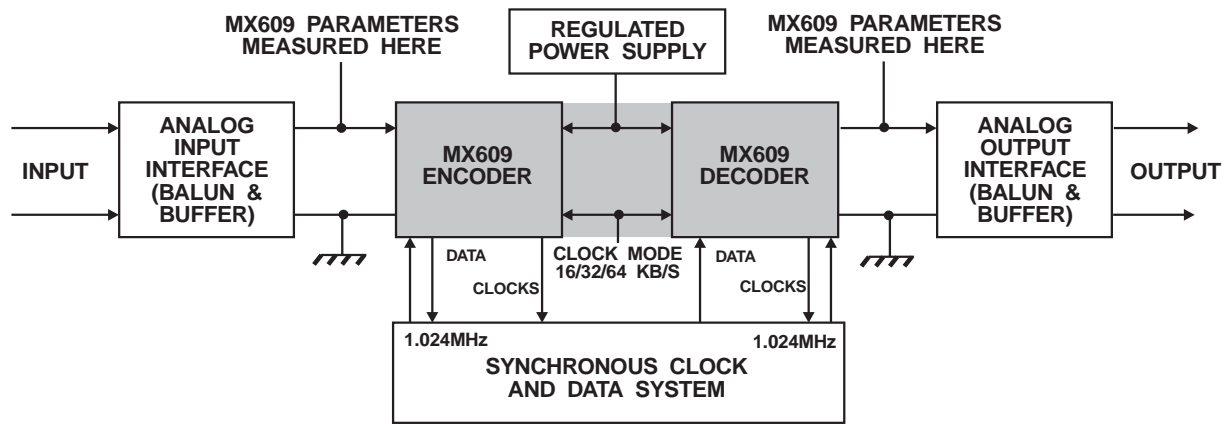 MX609 PARAMETERS
MEASURED HERE
REGULATED
POWER SUPPLY
MX609 PARAMETERS
MEASURED HERE
INPUT
ANALOG
INPUT
INTERFACE
(BALUN &
BUFFER)
MX609
ENCODER
MX609
DECODER
ANALOG
OUTPUT
INTERFACE
(BALUN &
BUFFER)
OUTPUT
DATA
CLOCKS
CLOCK MODE
16/32/64 KB/S
DATA
CLOCKS
1.024MHz
1.024MHz
SYNCHRONOUS CLOCK
AND DATA SYSTEM